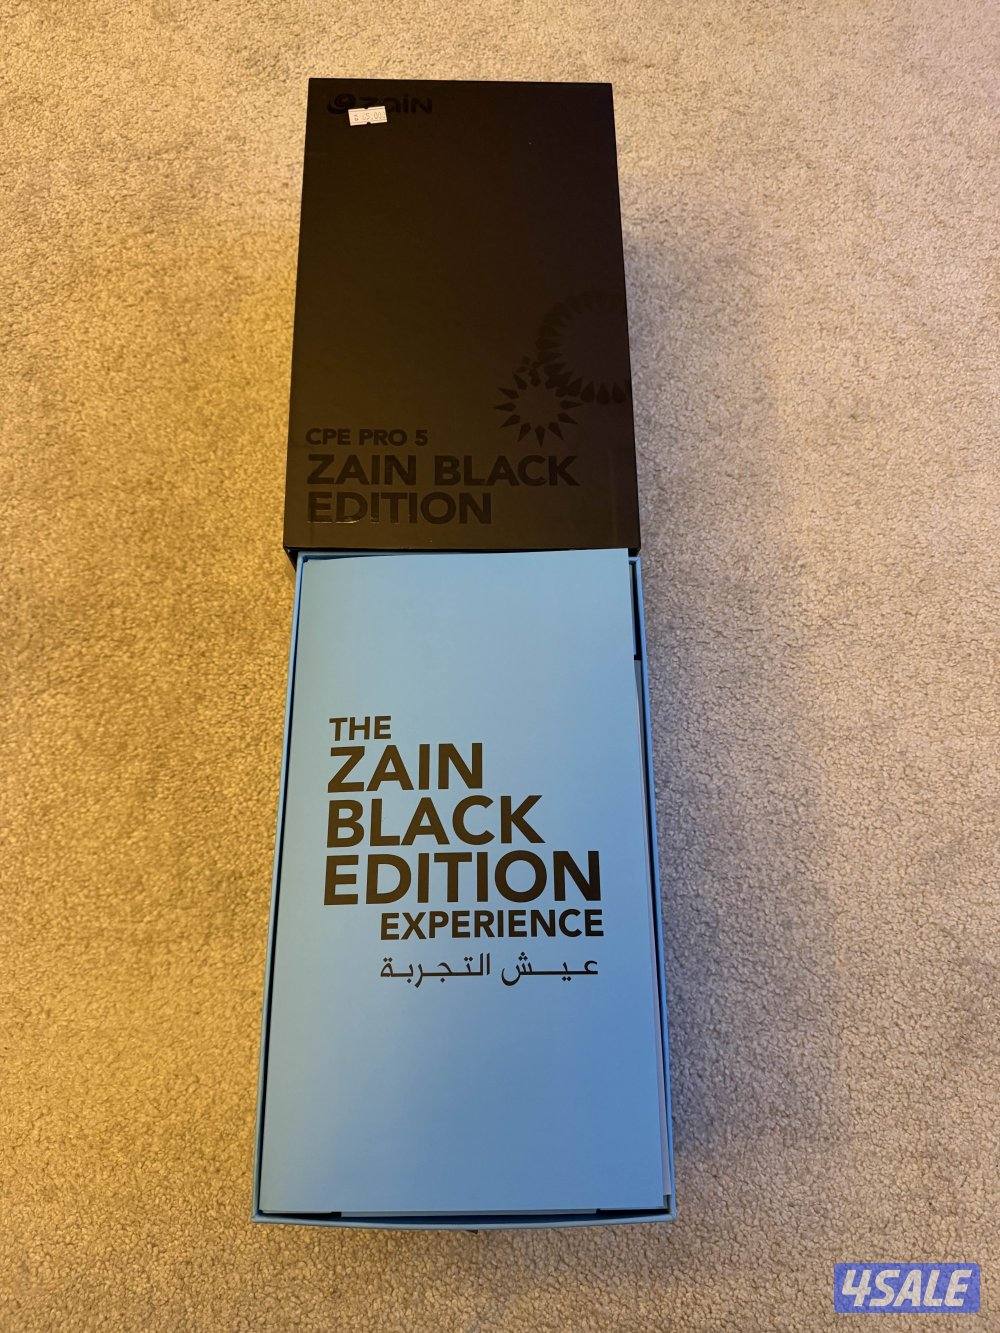 zain
CPE PRO 5
ZAIN BLACK
EDITION
THE
ZAIN
BLACK
EDITION
EXPERIENCE
عيش التجربة
4SALE